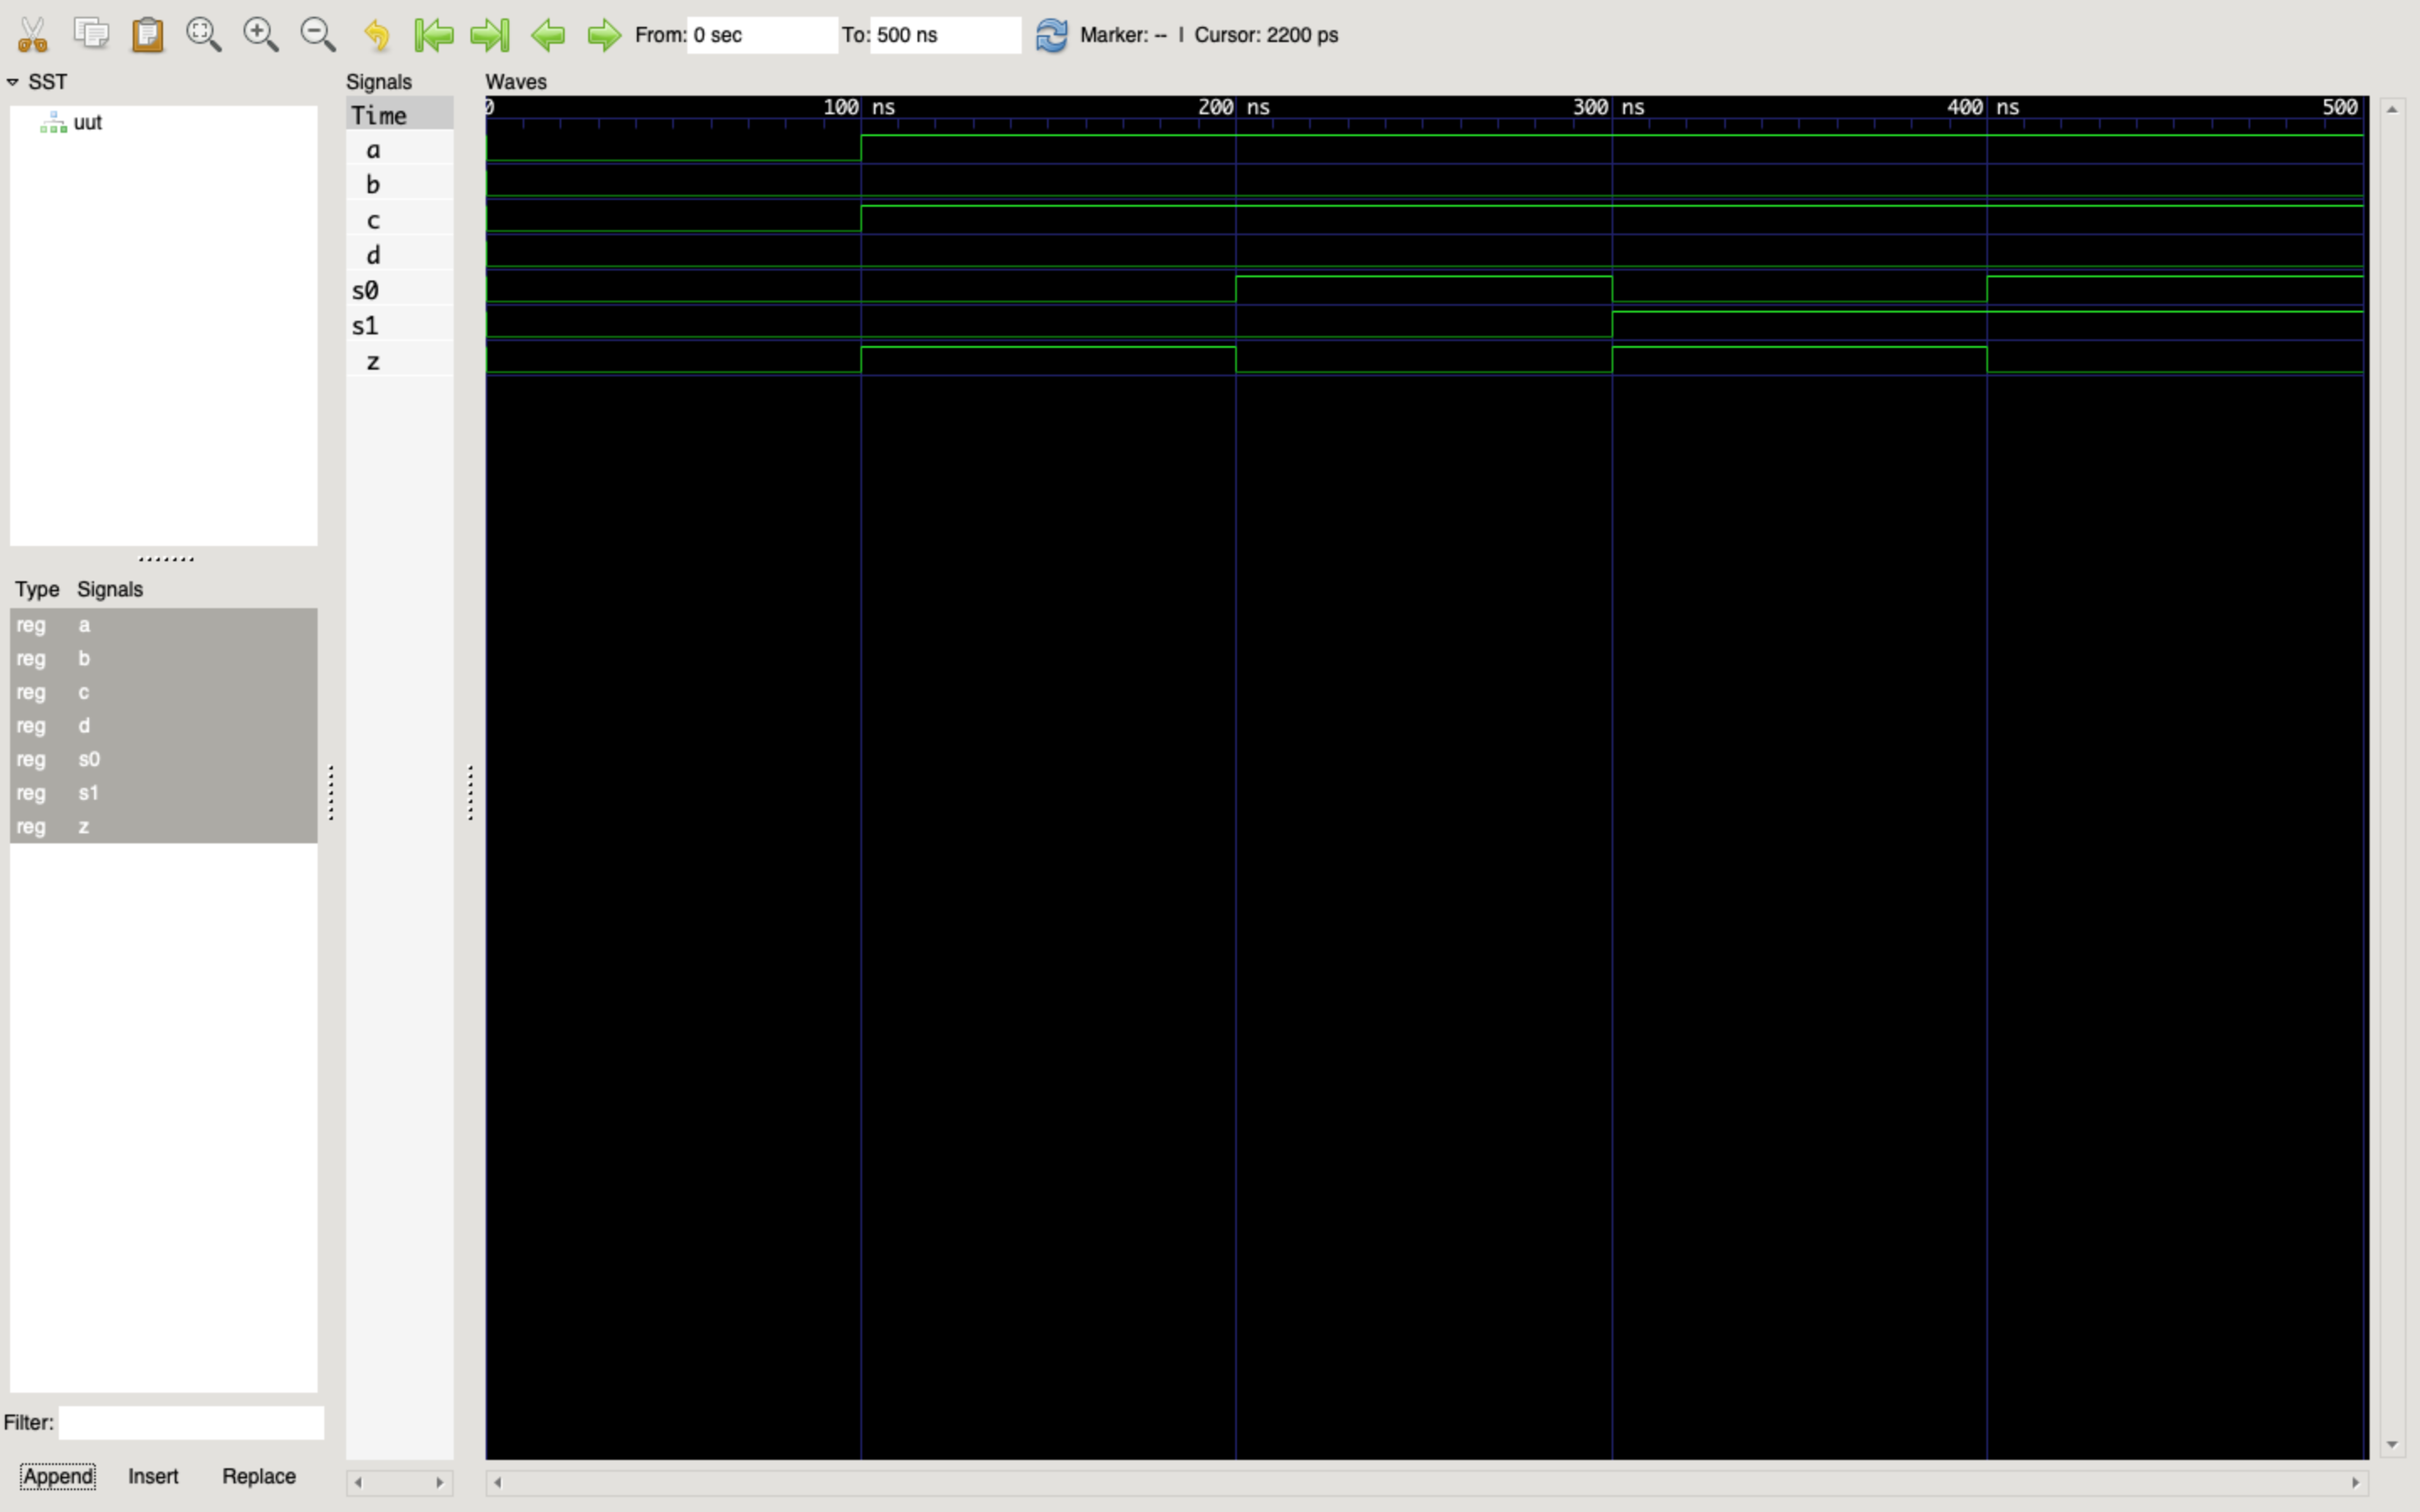 From: 0 sec To: 500 ns Marker: -- | Cursor: 2200 ps
SST
uut
Type Signals
reg a
reg b
reg c
reg d
reg s0
reg s1
reg z
Filter:
Append Insert Replace
Signals
Time
a
b
c
d
s0
s1
z
Waves
0 100 ns 200 ns 300 ns 400 ns 500